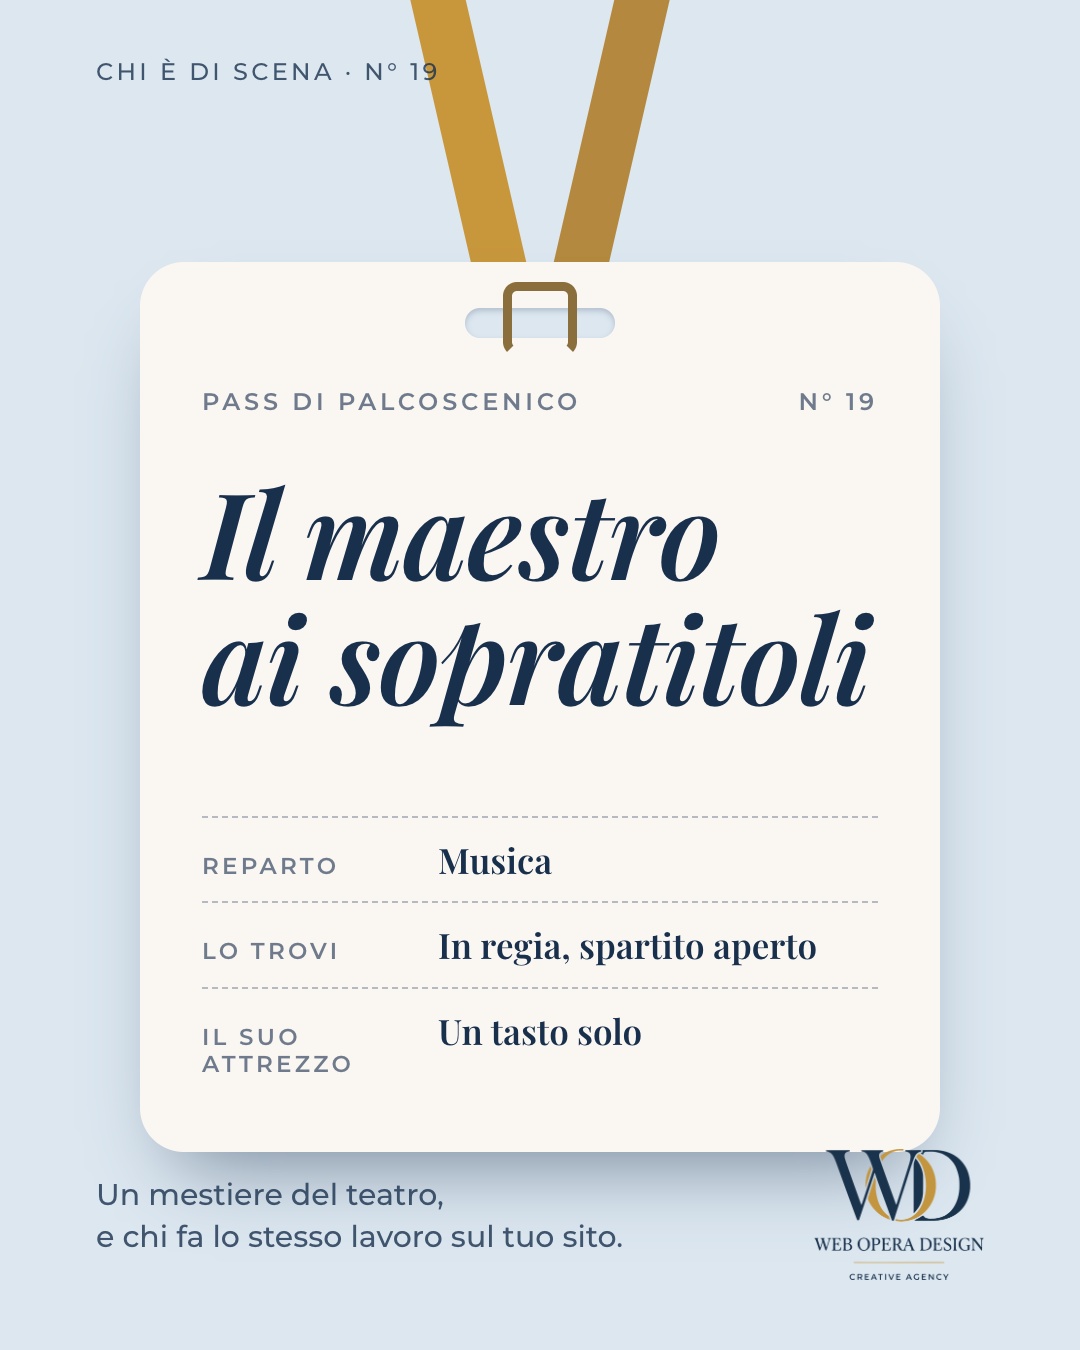 CHI È DI SCENA · N° 19
PASS DI PALCOSCENICO
N° 19
Il maestro
ai sopratitoli
REPARTO
Musica
LO TROVI
In regia, spartito aperto
IL SUO
ATTREZZO
Un tasto solo
Un mestiere del teatro,
e chi fa lo stesso lavoro sul tuo sito.
WOD
WEB OPERA DESIGN
CREATIVE AGENCY